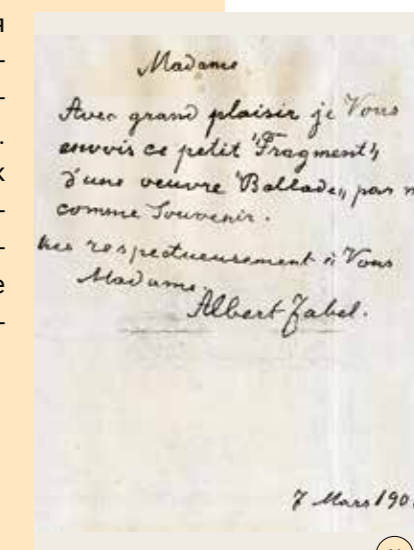 я
-
-
.
к
-
-
е
-
Madame
Avec grand plaisir je Vous
envois ce petit "Fragment„
d'une oeuvre "Ballade„ par
comme Souvenir.
respectueusement à Vous
Madame.
Albert Zabel.
7 Mars 190